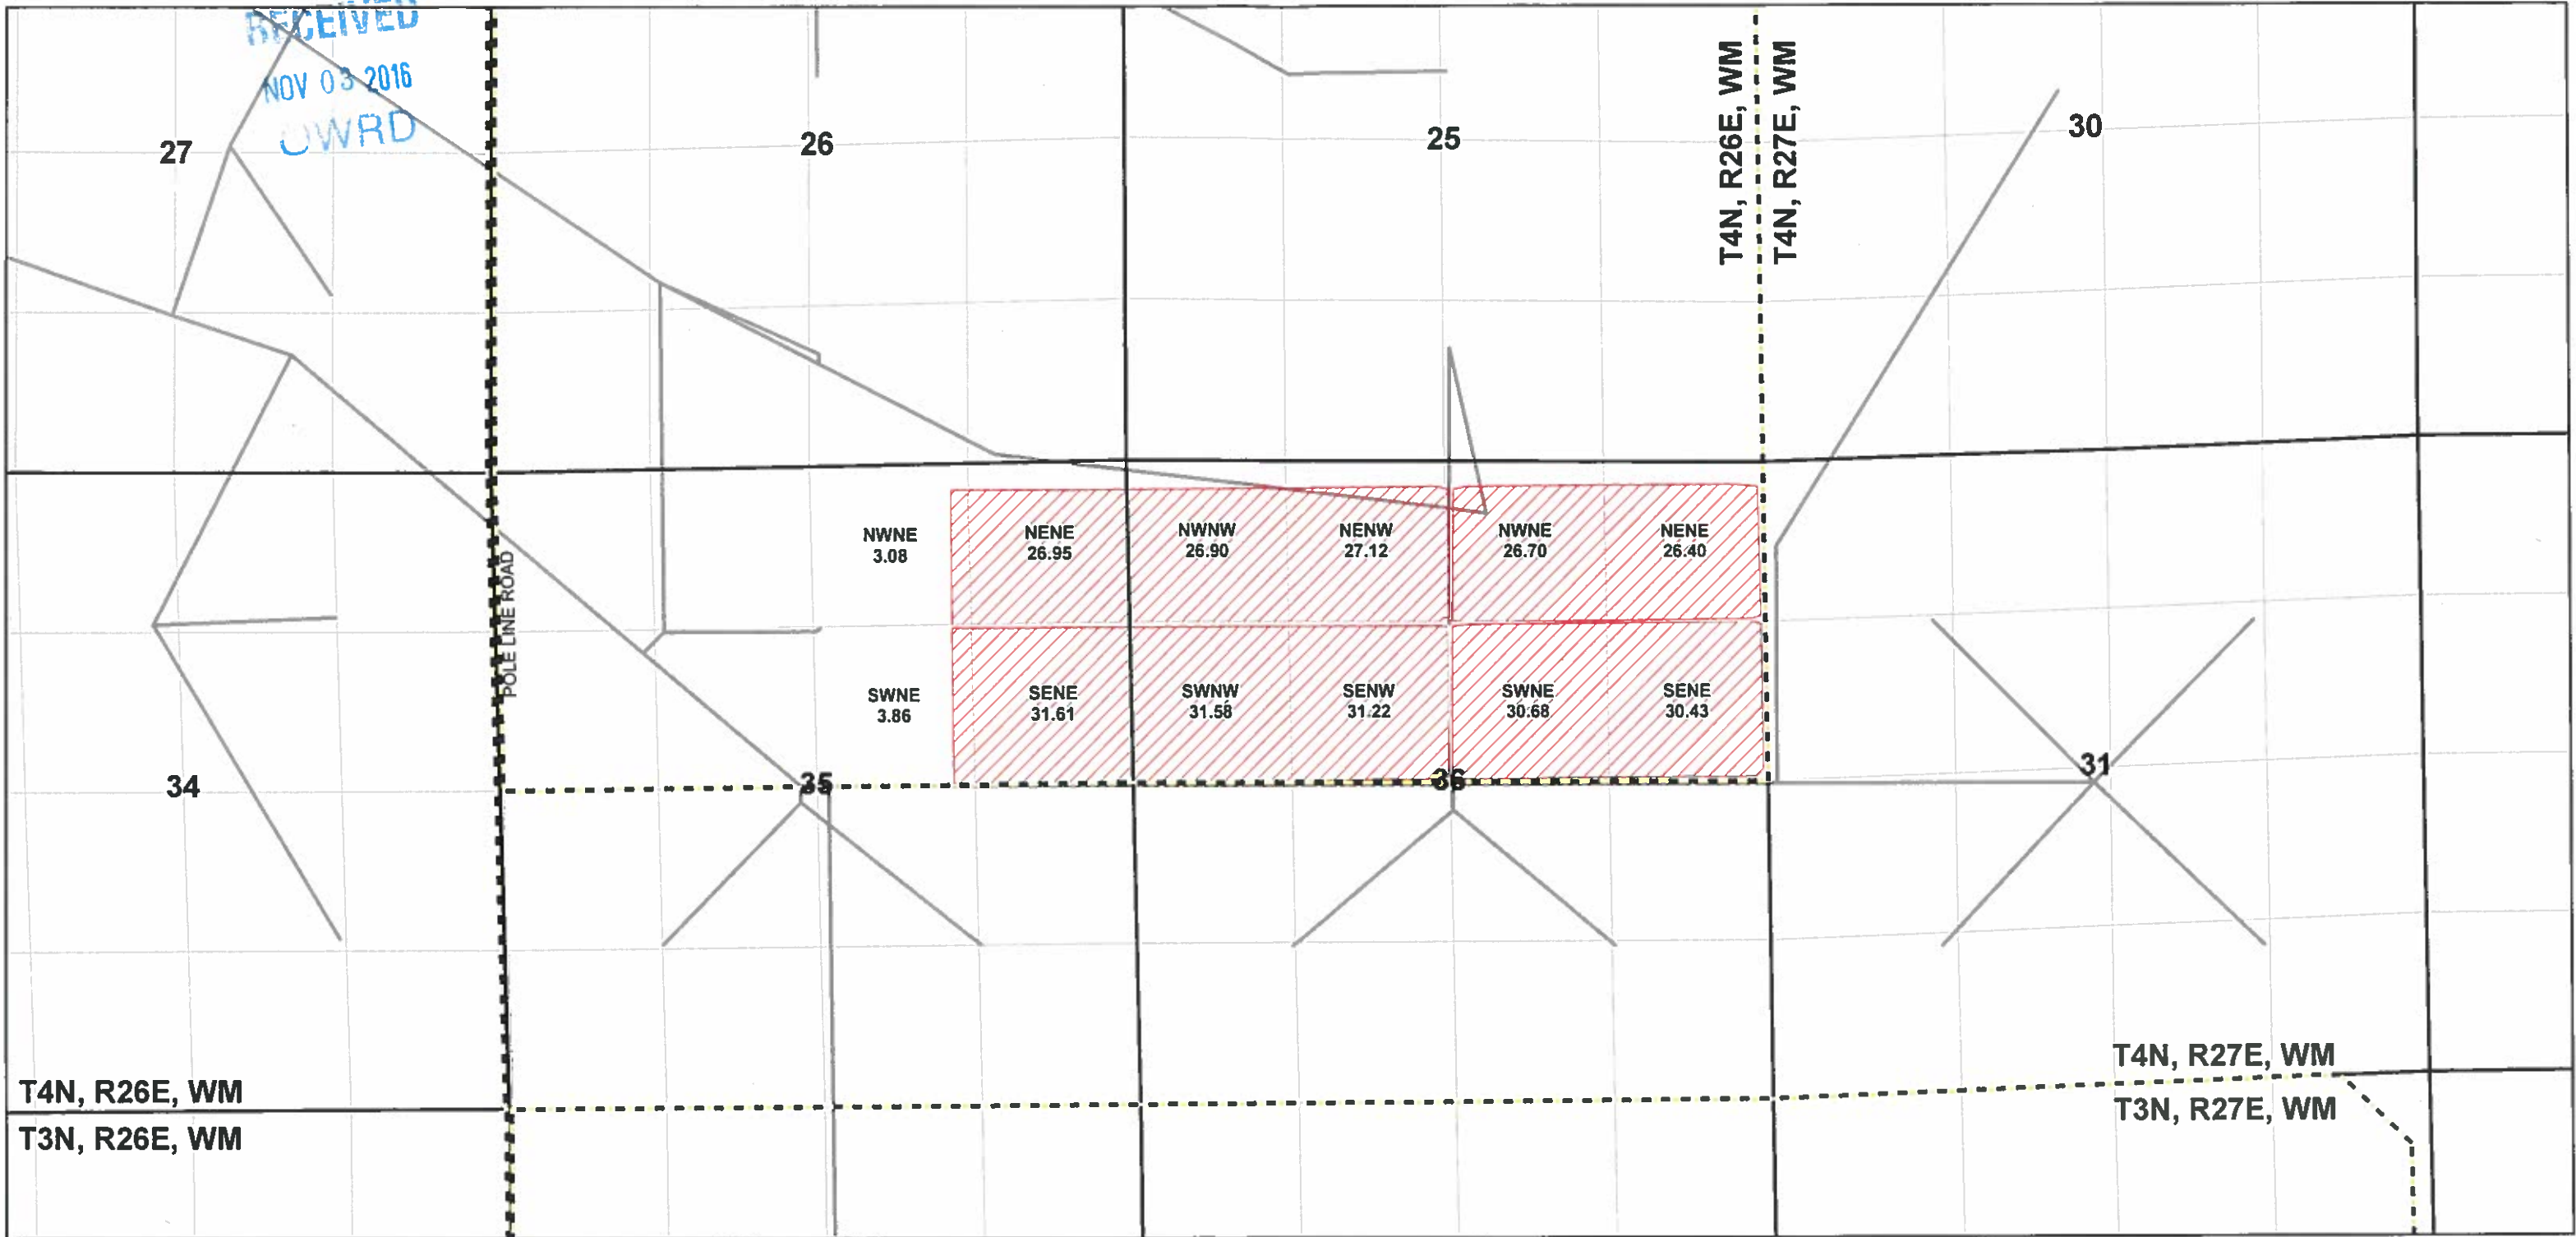 RECEIVED
NOV 03 2016
OWRD
27
26
25
30
T4N, R26E, WM
T4N, R27E, WM
NWNE
3.08
NENE
26.95
NWNW
26.90
NENW
27.12
NWNE
26.70
NENE
26.40
POLE LINE ROAD
SWNE
3.86
SENE
31.61
SWNW
31.58
SENW
31.22
SWNE
30.68
SENE
30.43
34
35
36
31
T4N, R26E, WM
T3N, R26E, WM
T4N, R27E, WM
T3N, R27E, WM